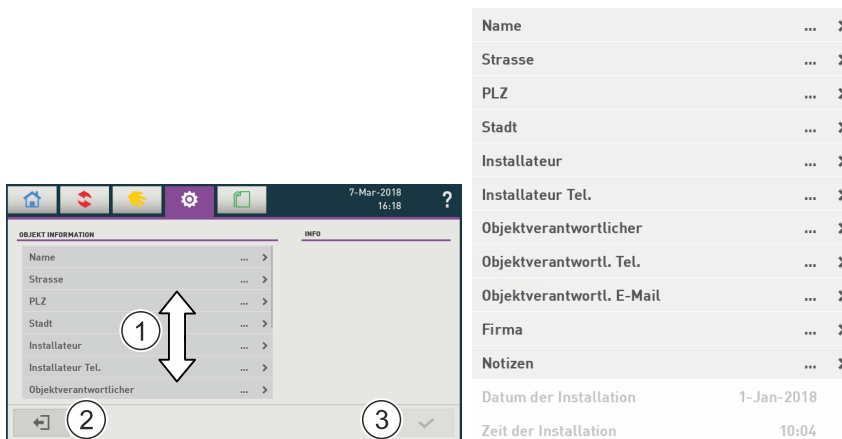 7-Mar-2018
16:18
?
OBJEKT INFORMATION
INFO
Name ...
Strasse ...
PLZ ...
Stadt ...
Installateur ...
Installateur Tel. ...
Objektverantwortlicher ...
1
2
3
Name ...
Strasse ...
PLZ ...
Stadt ...
Installateur ...
Installateur Tel. ...
Objektverantwortlicher ...
Objektverantwortl. Tel. ...
Objektverantwortl. E-Mail ...
Firma ...
Notizen ...
Datum der Installation 1-Jan-2018
Zeit der Installation 10:04